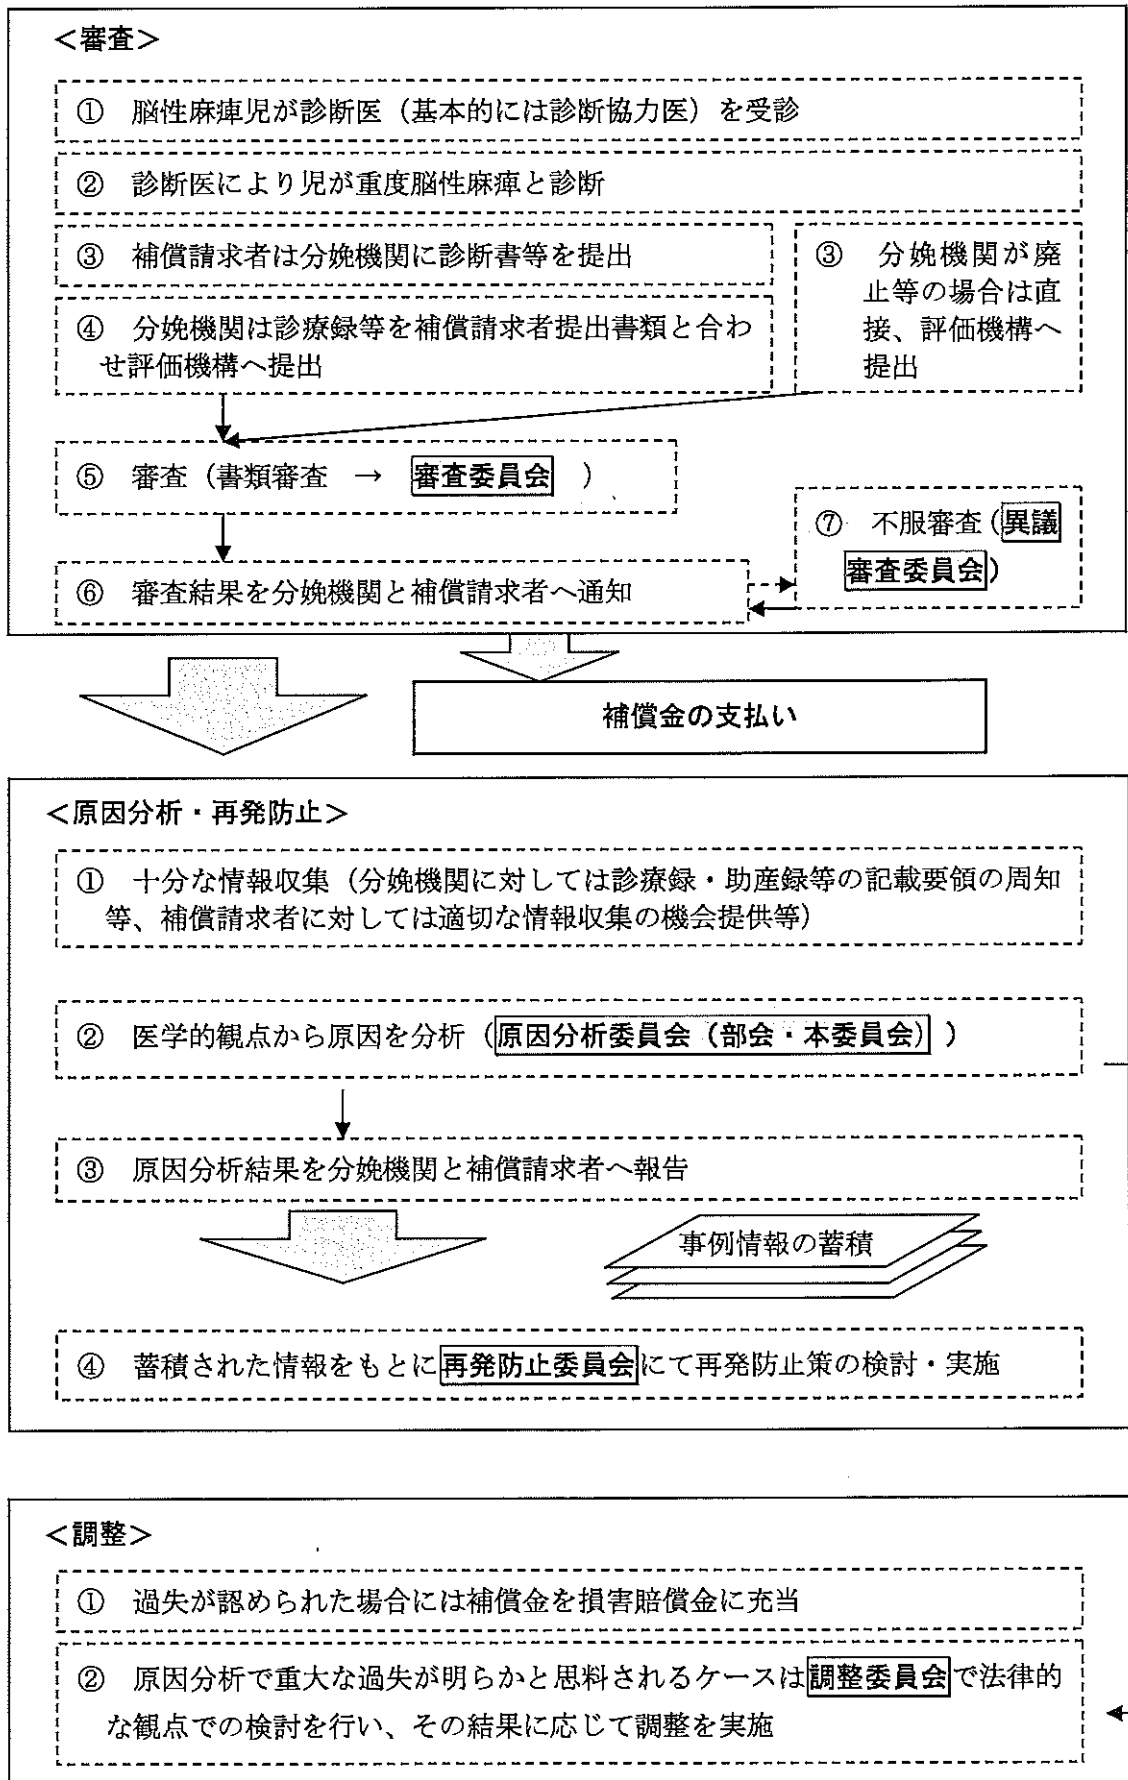 ＜審査＞
① 脳性麻痺児が診断医（基本的には診断協力医）を受診
② 診断医により児が重度脳性麻痺と診断
③ 補償請求者は分娩機関に診断書等を提出
④ 分娩機関は診療録等を補償請求者提出書類と合わ
せ評価機構へ提出
③ 分娩機関が廃
止等の場合は直
接、評価機構へ
提出
⑤ 審査（書類審査 → 審査委員会 ）
⑥ 審査結果を分娩機関と補償請求者へ通知
⑦ 不服審査（異議
審査委員会）
補償金の支払い
＜原因分析・再発防止＞
① 十分な情報収集（分娩機関に対しては診療録・助産録等の記載要領の周知
等、補償請求者に対しては適切な情報収集の機会提供等）
② 医学的観点から原因を分析（原因分析委員会（部会・本委員会））
③ 原因分析結果を分娩機関と補償請求者へ報告
事例情報の蓄積
④ 蓄積された情報をもとに再発防止委員会にて再発防止策の検討・実施
＜調整＞
① 過失が認められた場合には補償金を損害賠償金に充当
② 原因分析で重大な過失が明らかと思料されるケースは調整委員会で法律的
な観点での検討を行い、その結果に応じて調整を実施